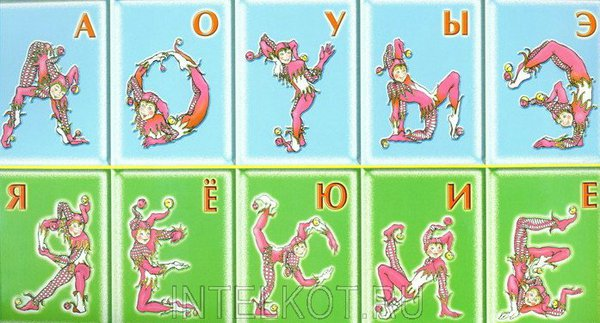 А О У Ы Э
Я Ё Ю И Е
INTELKOT.RU